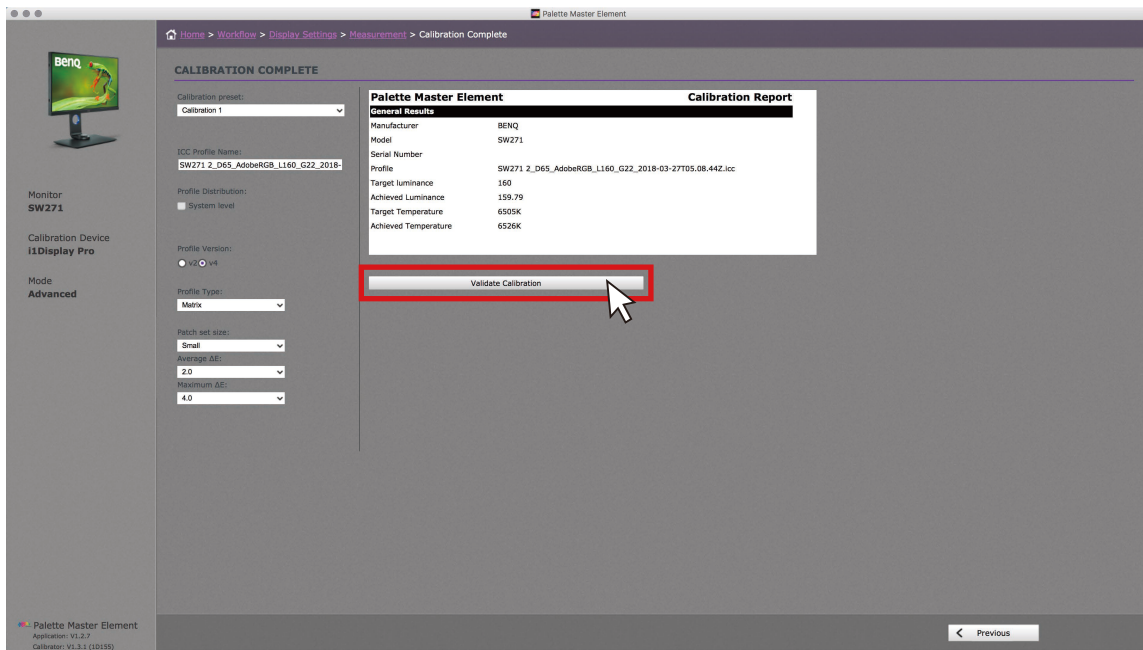 Palette Master Element
Home > Workflow > Display Settings > Measurement > Calibration Complete
BenQ
CALIBRATION COMPLETE
Calibration preset:
Calibration 1
ICC Profile Name:
SW271 2_D65_AdobeRGB_L160_G22_2018-
Profile Distribution:
System level
Profile Version:
v2 v4
Profile Type:
Matrix
Patch set size:
Small
Average ΔE:
2.0
Maximum ΔE:
4.0
Palette Master Element Calibration Report
General Results
Manufacturer BENQ
Model SW271
Serial Number
Profile SW271 2_D65_AdobeRGB_L160_G22_2018-03-27T05.08.44Z.icc
Target luminance 160
Achieved Luminance 159.79
Target Temperature 6505K
Achieved Temperature 6526K
Validate Calibration
Monitor
SW271
Calibration Device
i1Display Pro
Mode
Advanced
Palette Master Element
Application: V1.2.7
Calibrator: V1.3.1 (10155)
Previous